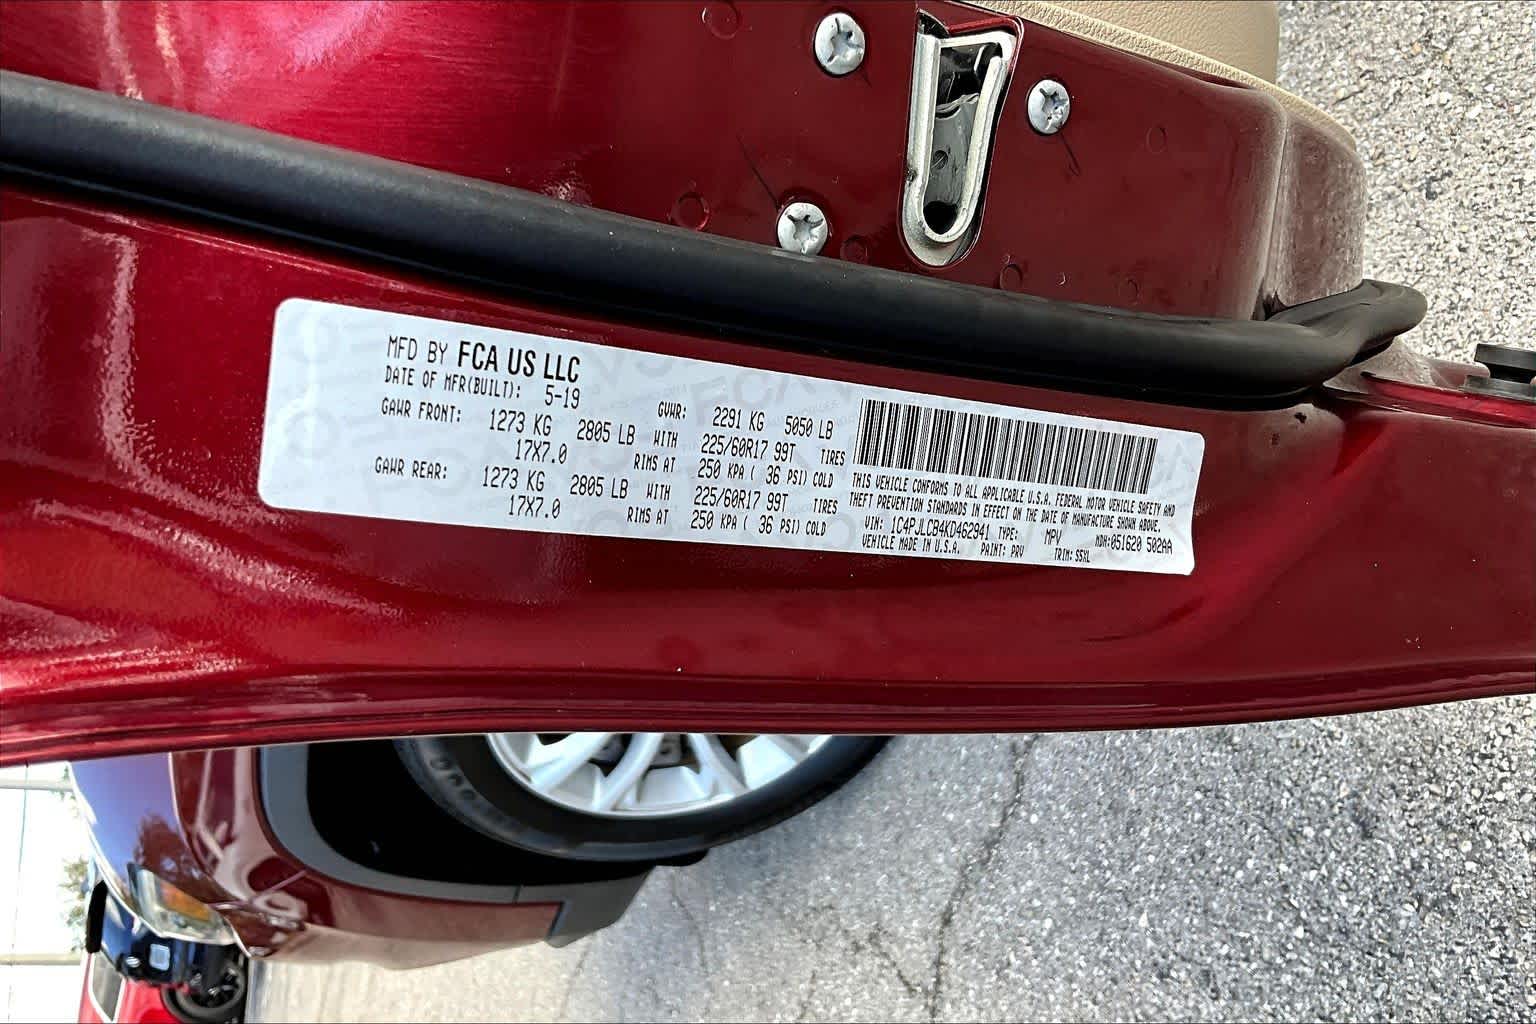 MFD BY FCA US LLC
DATE OF MFR(BUILT): 5-19
GVWR: 2291 KG 5050 LB
GAWR FRONT: 1273 KG 2805 LB WITH 225/60R17 99T TIRES
17X7.0 RIMS AT 250 KPA ( 36 PSI) COLD
GAWR REAR: 1273 KG 2805 LB WITH 225/60R17 99T TIRES
17X7.0 RIMS AT 250 KPA ( 36 PSI) COLD
THIS VEHICLE CONFORMS TO ALL APPLICABLE U.S.A. FEDERAL MOTOR VEHICLE SAFETY AND
THEFT PREVENTION STANDARDS IN EFFECT ON THE DATE OF MANUFACTURE SHOWN ABOVE.
VIN: 1C4PJLCB4KD462941 TYPE: MPV MDH:051620 502AA
VEHICLE MADE IN U.S.A. PAINT: PRV TRIM: S5XL